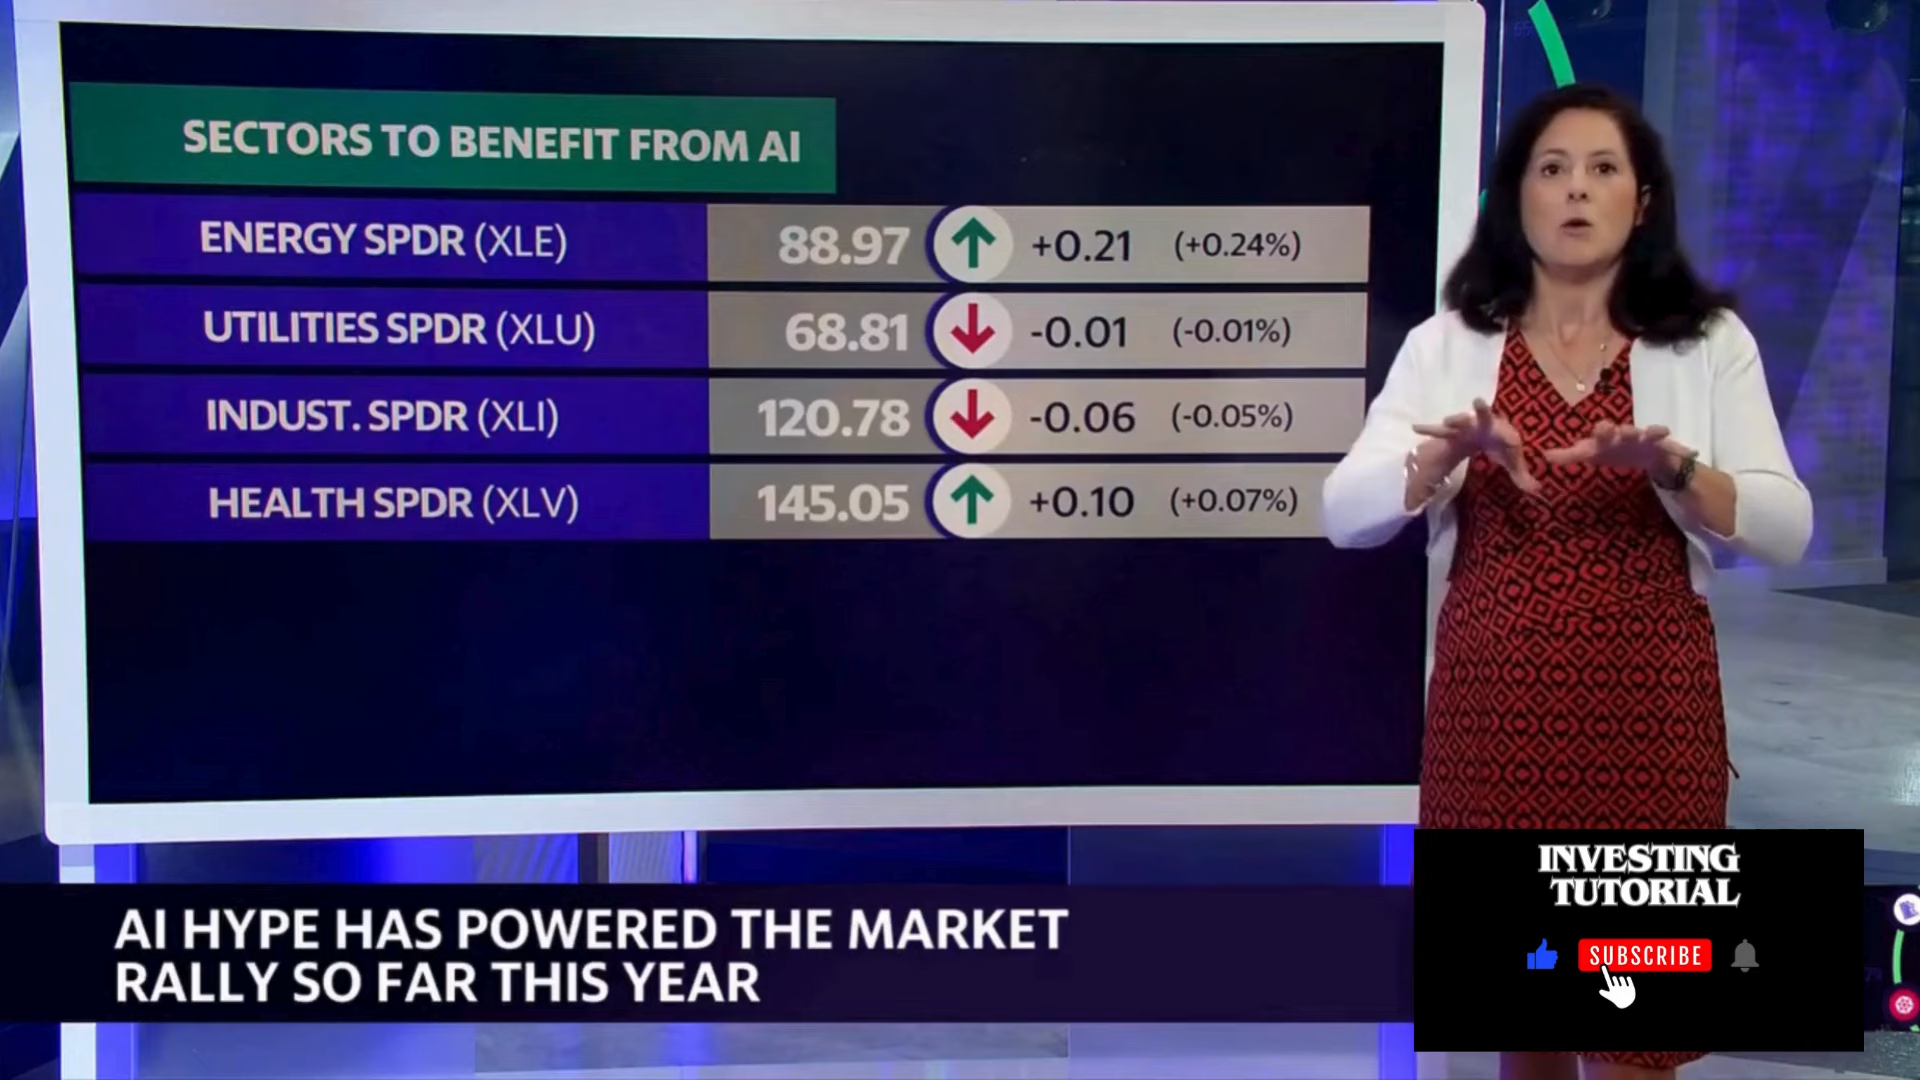 SECTORS TO BENEFIT FROM AI
ENERGY SPDR (XLE) 88.97 +0.21 (+0.24%)
UTILITIES SPDR (XLU) 68.81 -0.01 (-0.01%)
INDUST. SPDR (XLI) 120.78 -0.06 (-0.05%)
HEALTH SPDR (XLV) 145.05 +0.10 (+0.07%)
AI HYPE HAS POWERED THE MARKET
RALLY SO FAR THIS YEAR
INVESTING
TUTORIAL
SUBSCRIBE